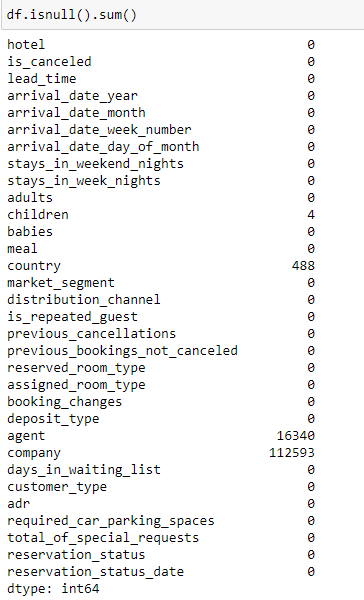 df.isnull().sum()
hotel 0
is_canceled 0
lead_time 0
arrival_date_year 0
arrival_date_month 0
arrival_date_week_number 0
arrival_date_day_of_month 0
stays_in_weekend_nights 0
stays_in_week_nights 0
adults 0
children 4
babies 0
meal 0
country 488
market_segment 0
distribution_channel 0
is_repeated_guest 0
previous_cancellations 0
previous_bookings_not_canceled 0
reserved_room_type 0
assigned_room_type 0
booking_changes 0
deposit_type 0
agent 16340
company 112593
days_in_waiting_list 0
customer_type 0
adr 0
required_car_parking_spaces 0
total_of_special_requests 0
reservation_status 0
reservation_status_date 0
dtype: int64